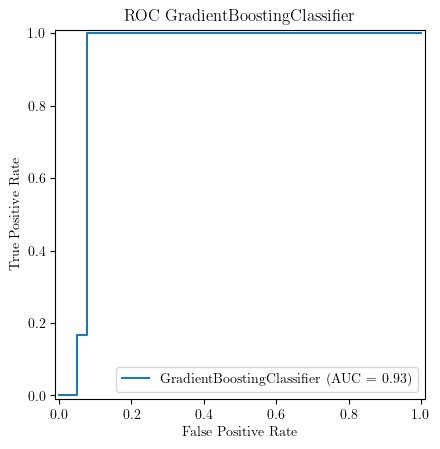 ROC GradientBoostingClassifier
1.0
0.8
0.6
0.4
0.2
0.0
True Positive Rate
GradientBoostingClassifier (AUC = 0.93)
0.0 0.2 0.4 0.6 0.8 1.0
False Positive Rate